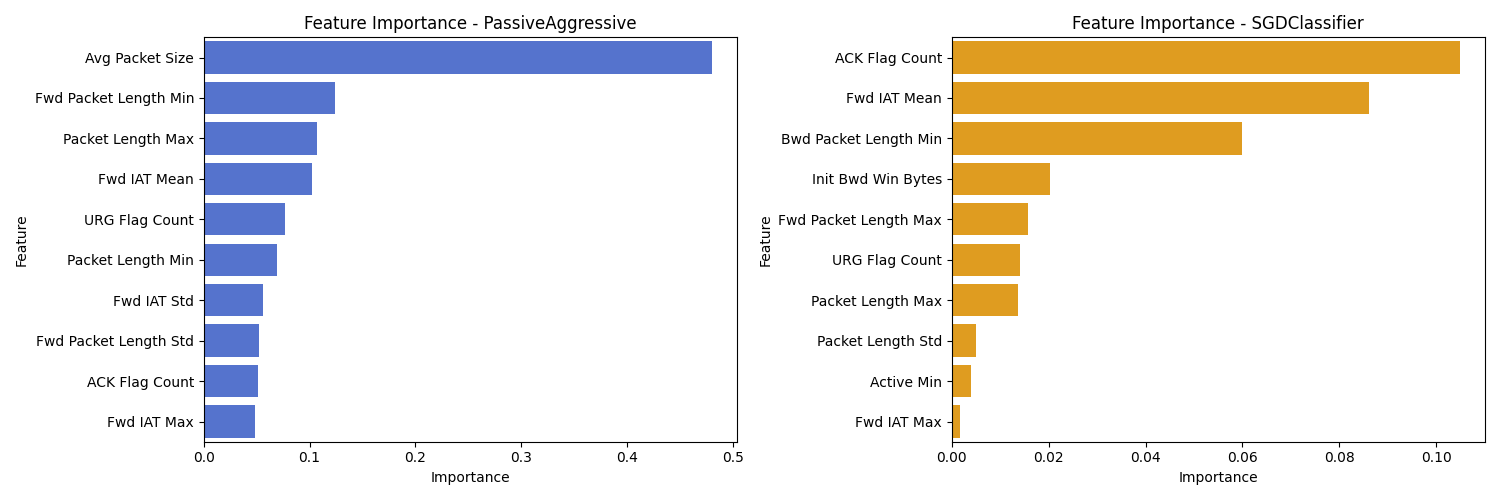 Feature Importance - PassiveAggressive
Feature
Avg Packet Size
Fwd Packet Length Min
Packet Length Max
Fwd IAT Mean
URG Flag Count
Packet Length Min
Fwd IAT Std
Fwd Packet Length Std
ACK Flag Count
Fwd IAT Max
0.0 0.1 0.2 0.3 0.4 0.5
Importance
Feature Importance - SGDClassifier
Feature
ACK Flag Count
Fwd IAT Mean
Bwd Packet Length Min
Init Bwd Win Bytes
Fwd Packet Length Max
URG Flag Count
Packet Length Max
Packet Length Std
Active Min
Fwd IAT Max
0.00 0.02 0.04 0.06 0.08 0.10
Importance